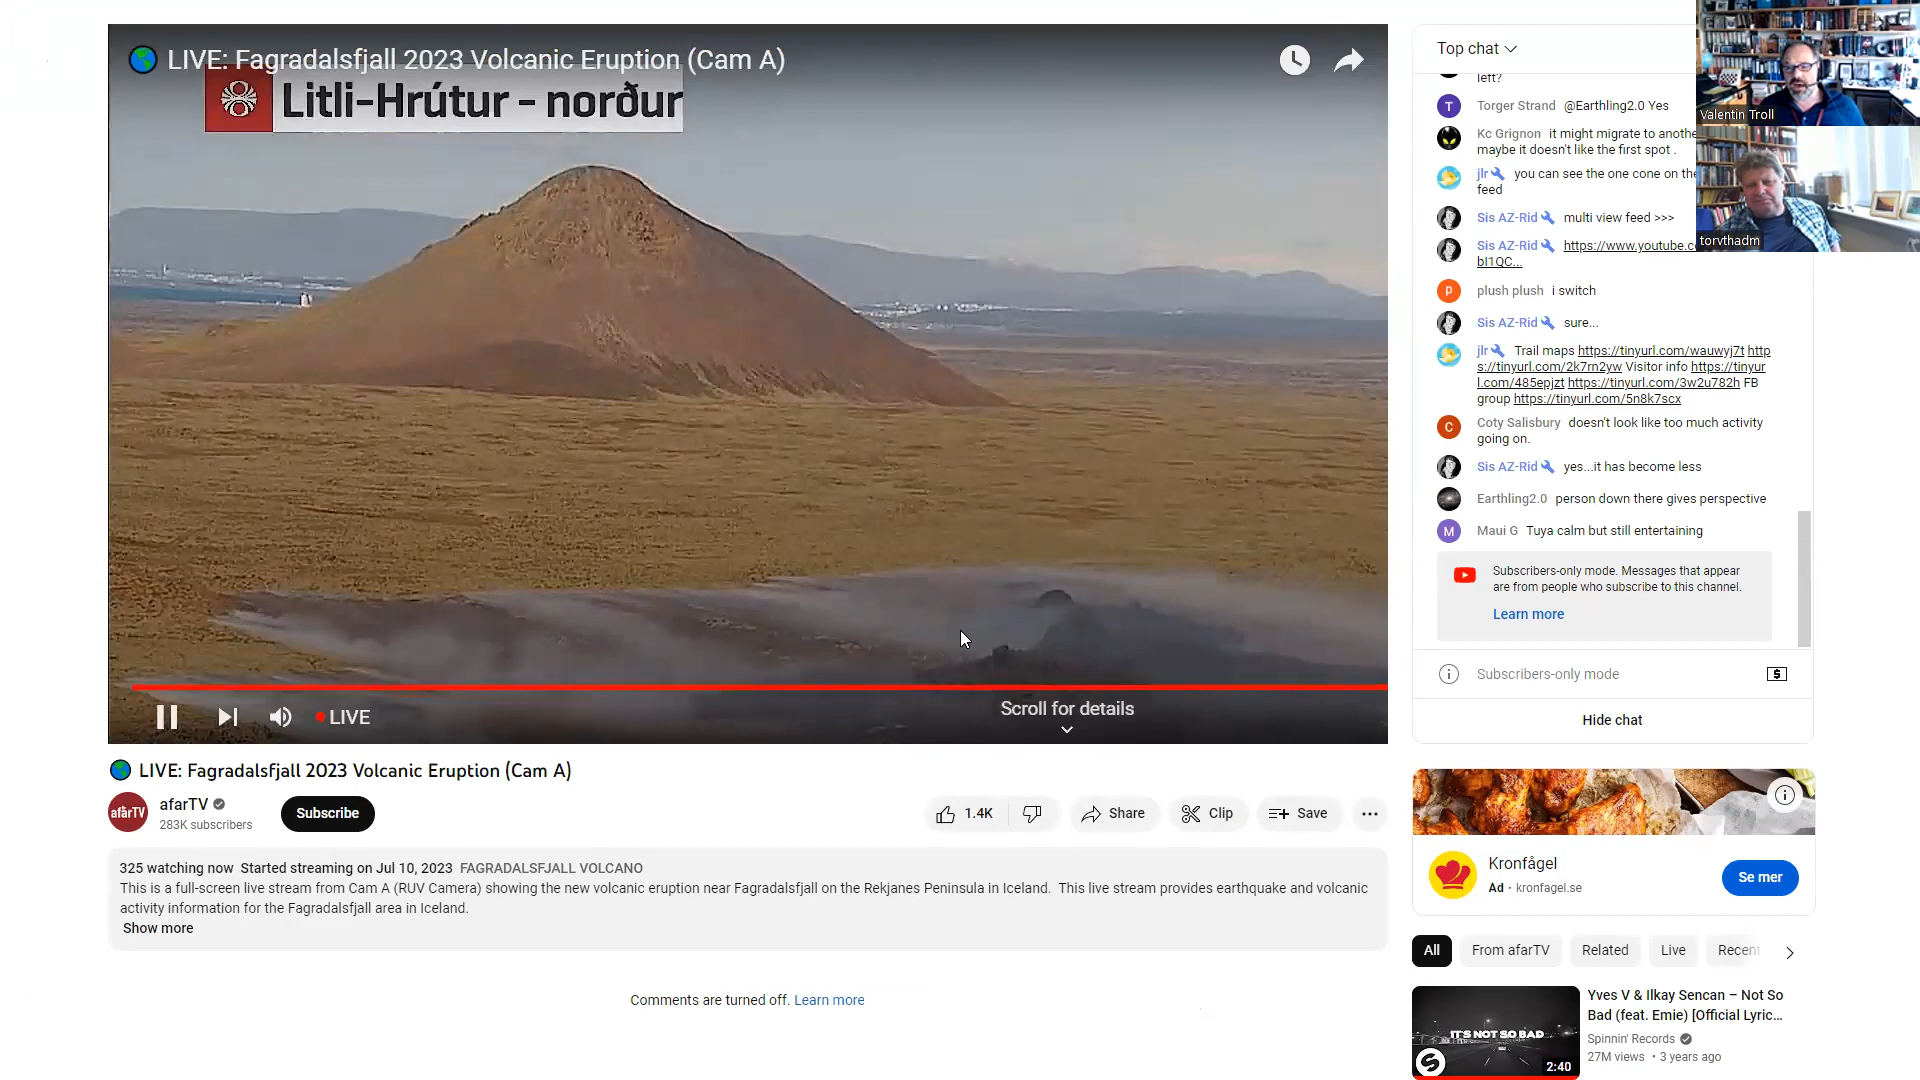 LIVE: Fagradalsfjall 2023 Volcanic Eruption (Cam A)
Litli-Hrútur - norður
LIVE
Scroll for details
LIVE: Fagradalsfjall 2023 Volcanic Eruption (Cam A)
afarTV
afarTV
283K subscribers
Subscribe
1.4K
Share
Clip
Save
325 watching now Started streaming on Jul 10, 2023 FAGRADALSFJALL VOLCANO
This is a full-screen live stream from Cam A (RUV Camera) showing the new volcanic eruption near Fagradalsfjall on the Rekjanes Peninsula in Iceland. This live stream provides earthquake and volcanic
activity information for the Fagradalsfjall area in Iceland.
Show more
Comments are turned off. Learn more
Top chat
left?
T
Torger Strand @Earthling2.0 Yes
Kc Grignon it might migrate to anothe
maybe it doesn't like the first spot .
jlr you can see the one cone on the
feed
Sis AZ-Rid multi view feed >>>
Sis AZ-Rid https://www.youtube.c
bI1QC...
p
plush plush i switch
Sis AZ-Rid sure...
jlr Trail maps https://tinyurl.com/wauwyj7t http
s://tinyurl.com/2k7rn2yw Visitor info https://tinyur
l.com/485epjzt https://tinyurl.com/3w2u782h FB
group https://tinyurl.com/5n8k7scx
C
Coty Salisbury doesn't look like too much activity
going on.
Sis AZ-Rid yes...it has become less
Earthling2.0 person down there gives perspective
M
Maui G Tuya calm but still entertaining
Subscribers-only mode. Messages that appear
are from people who subscribe to this channel.
Learn more
Subscribers-only mode
$
Hide chat
Valentin Troll
torvthadm
Kronfågel
Ad · kronfagel.se
Se mer
All
From afarTV
Related
Live
Recent
IT'S NOT SO BAD
2:40
Yves V & Ilkay Sencan – Not So
Bad (feat. Emie) [Official Lyric...
Spinnin' Records
27M views • 3 years ago